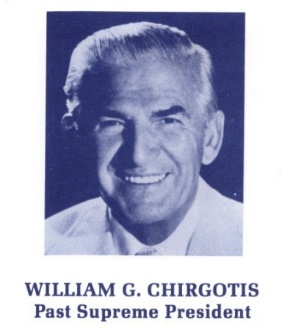 WILLIAM G. CHIRGOTIS
Past Supreme President